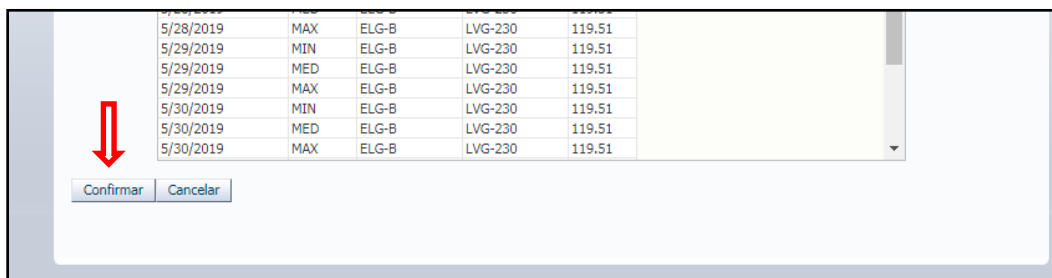 5/28/2019 MAX ELG-B LVG-230 119.51
5/29/2019 MIN ELG-B LVG-230 119.51
5/29/2019 MED ELG-B LVG-230 119.51
5/29/2019 MAX ELG-B LVG-230 119.51
5/30/2019 MIN ELG-B LVG-230 119.51
5/30/2019 MED ELG-B LVG-230 119.51
5/30/2019 MAX ELG-B LVG-230 119.51
Confirmar Cancelar